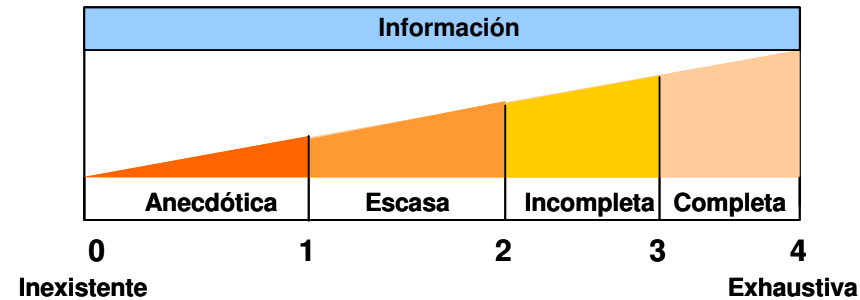 Información
Anecdótica Escasa Incompleta Completa
0 1 2 3 4
Inexistente Exhaustiva